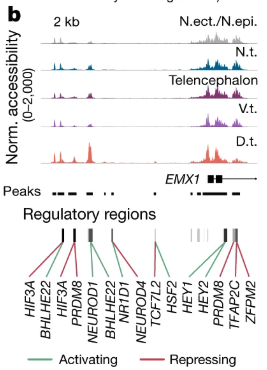 b
2 kb
N.ect./N.epi.
N.t.
Telencephalon
V.t.
D.t.
Norm. accessibility
(0–2,000)
EMX1
Peaks
Regulatory regions
HIF3A
BHLHE22
HIF3A
PRDM8
NEUROD1
BHLHE22
NR1D1
NEUROD4
TCF7L2
HSF2
HEY1
HEY2
PRDM8
TFAP2C
ZFPM2
Activating
Repressing